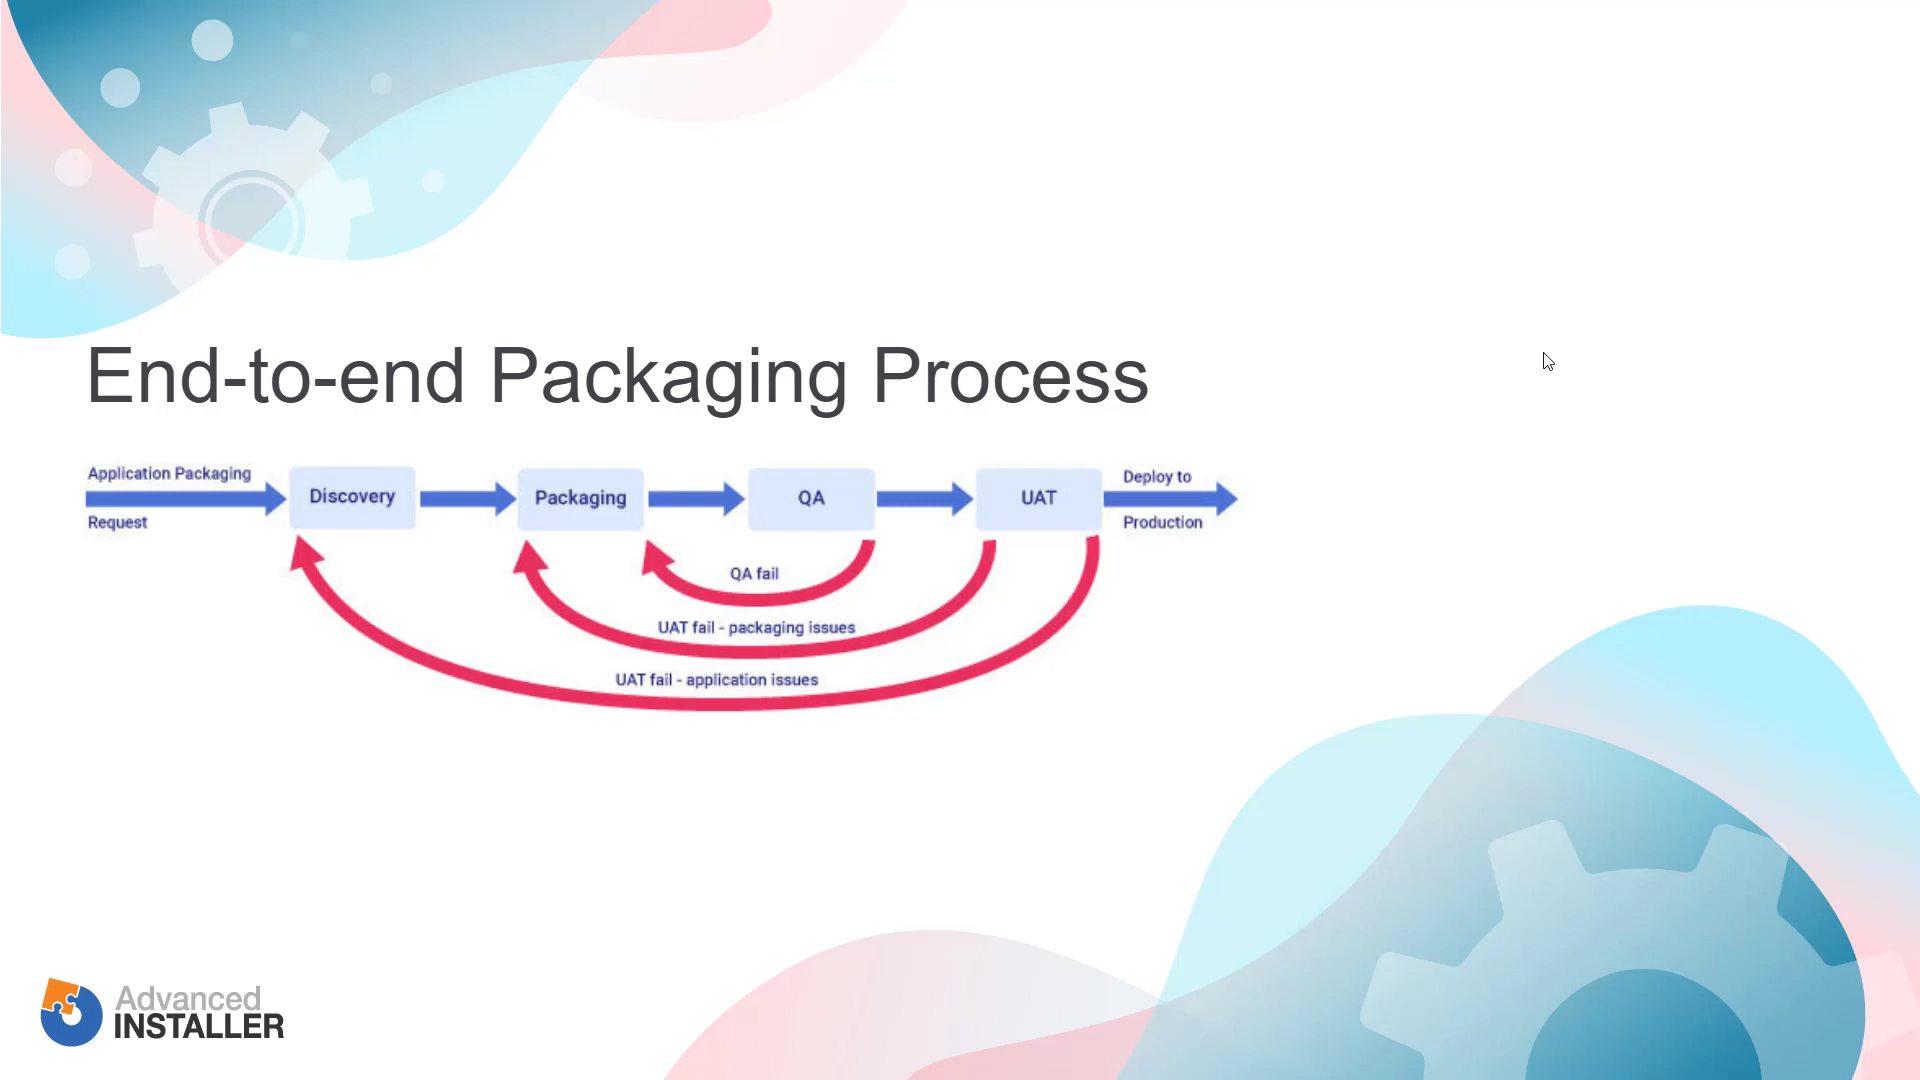 End-to-end Packaging Process
Application Packaging
Request
Discovery
Packaging
QA
UAT
Deploy to
Production
QA fail
UAT fail - packaging issues
UAT fail - application issues
Advanced
INSTALLER